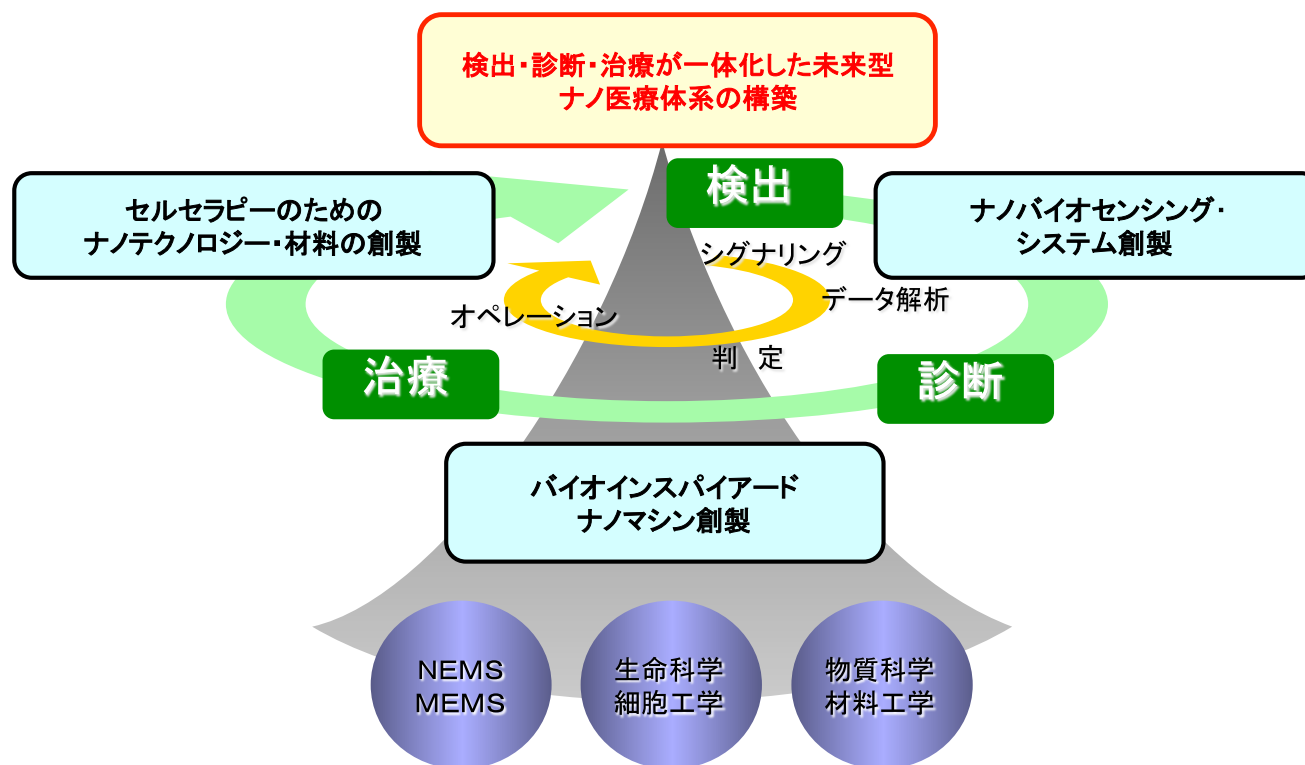 検出・診断・治療が一体化した未来型
ナノ医療体系の構築
検出
セルセラピーのための
ナノテクノロジー・材料の創製
ナノバイオセンシング・
システム創製
シグナリング
データ解析
オペレーション
判　定
治療
診断
バイオインスパイアード
ナノマシン創製
ＮＥＭＳ
ＭＥＭＳ
生命科学
細胞工学
物質科学
材料工学